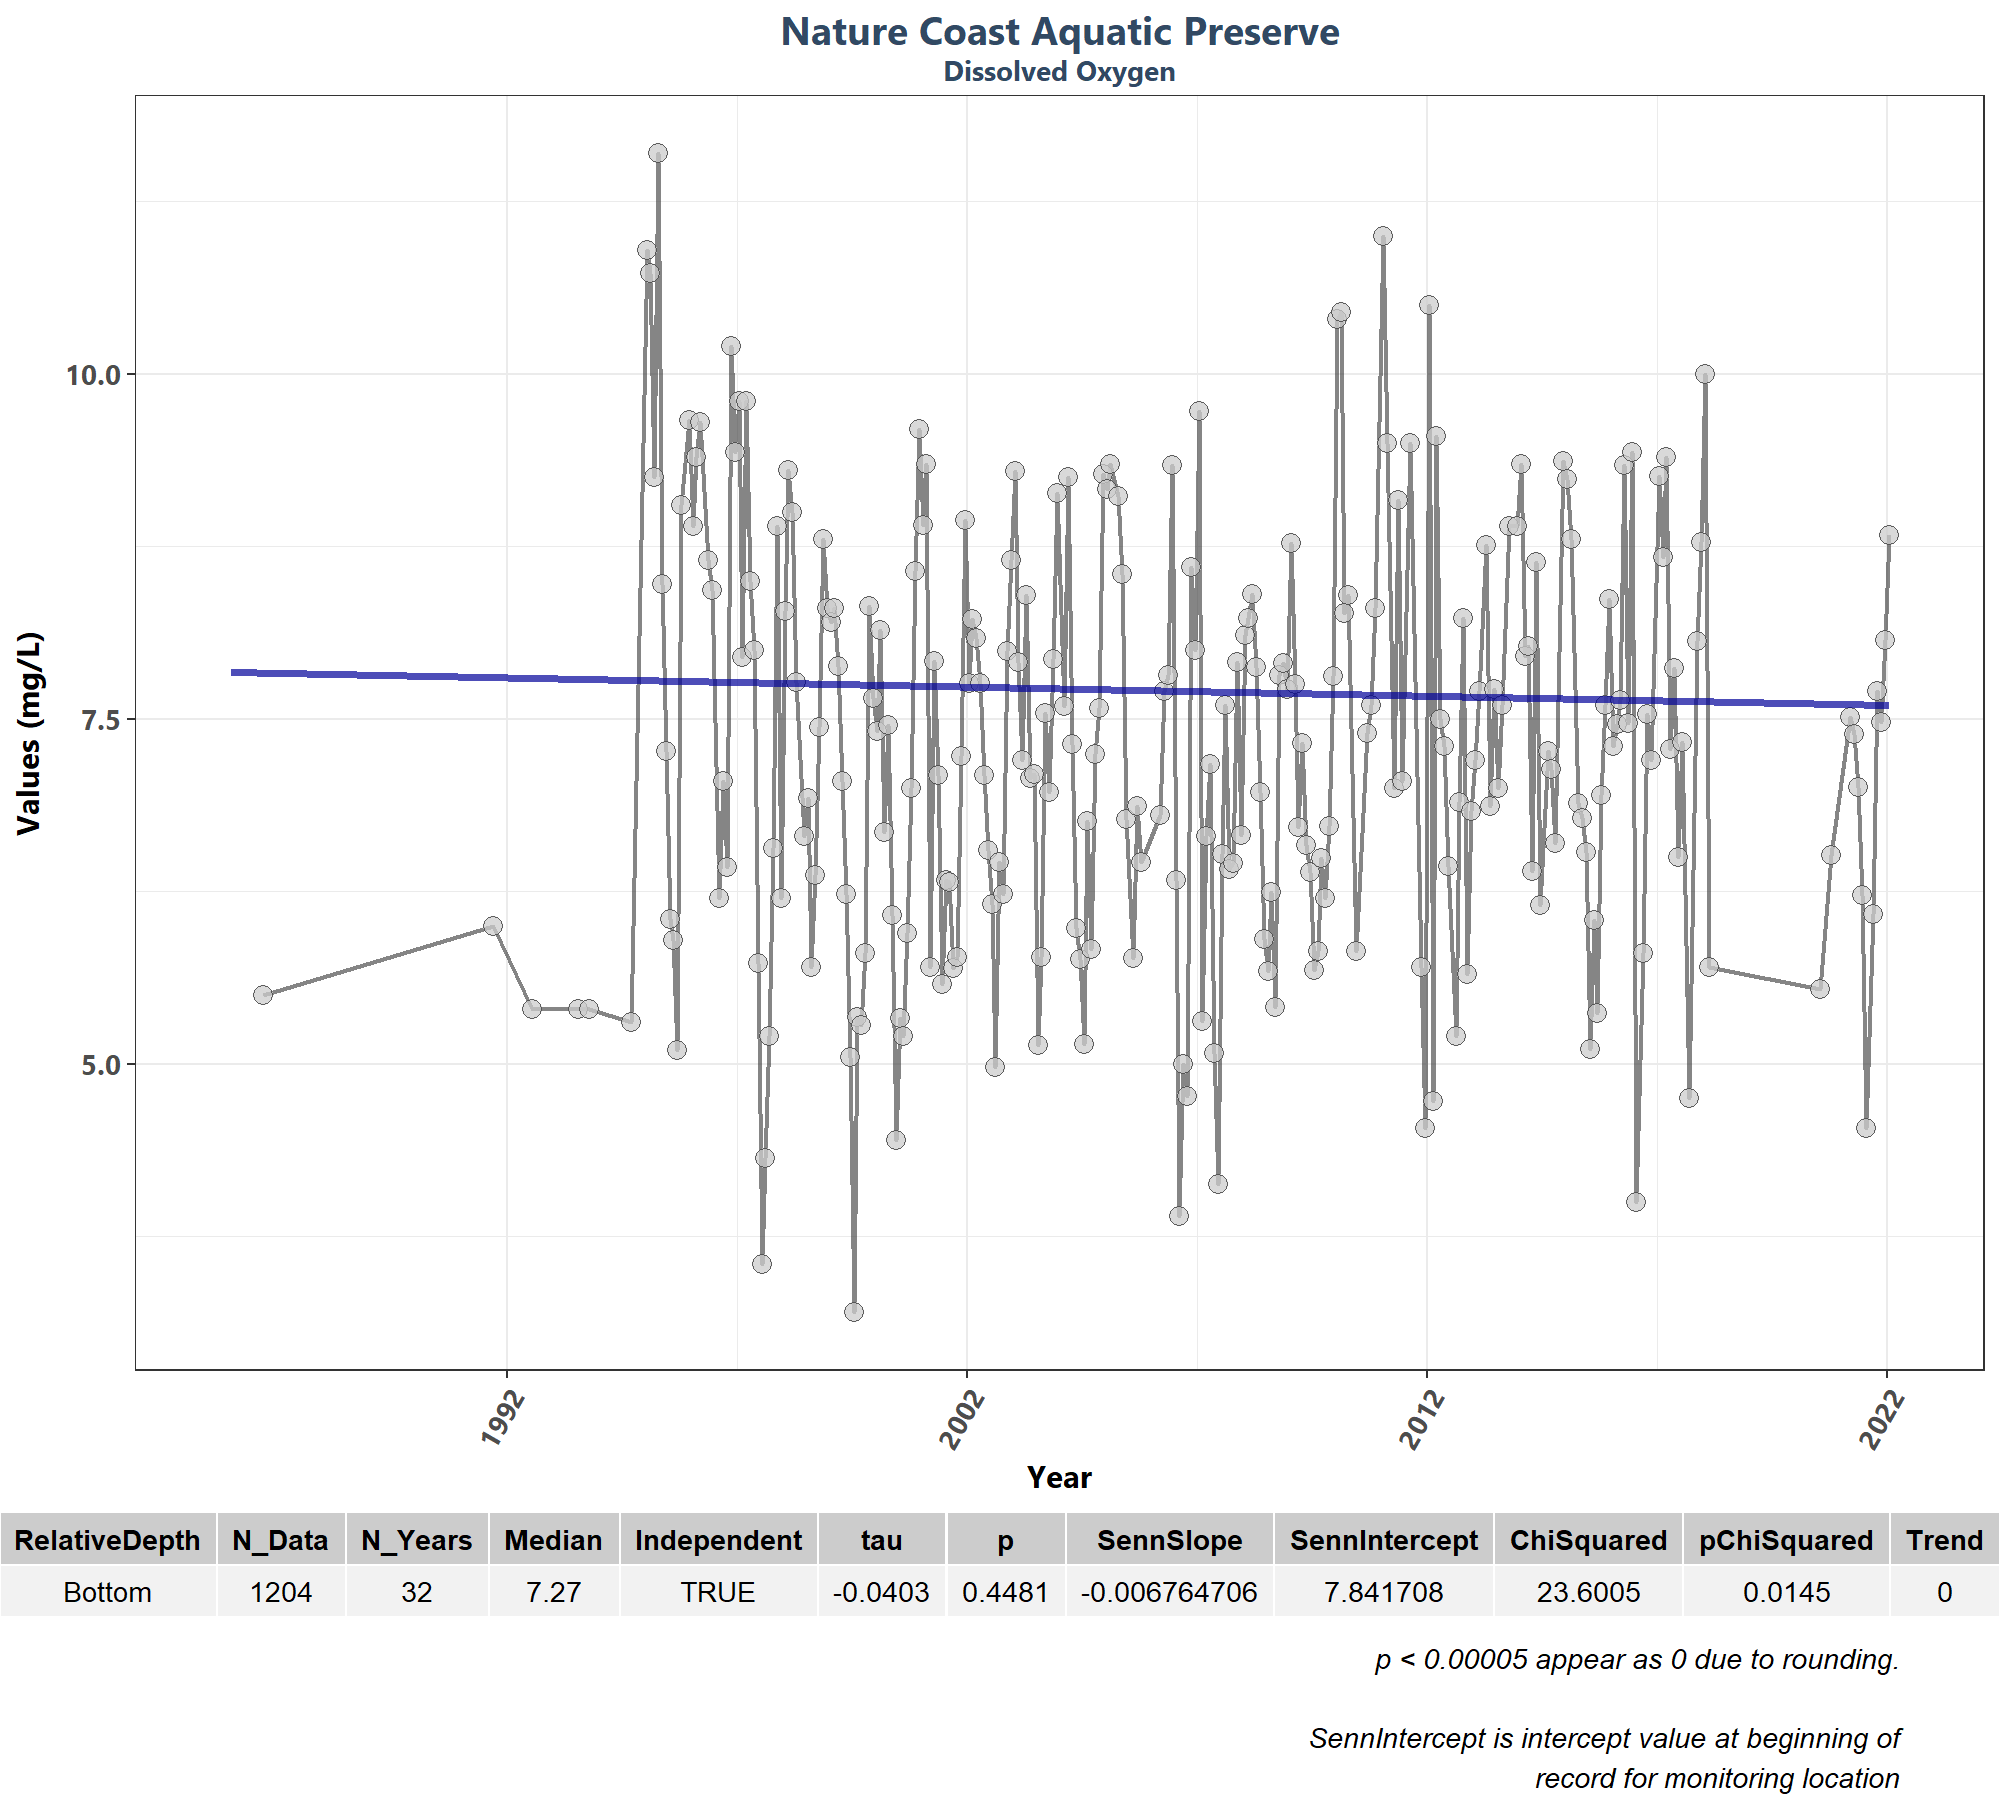 Nature Coast Aquatic Preserve
Dissolved Oxygen
Values (mg/L)
10.0
7.5
5.0
1992
2002
2012
2022
Year
RelativeDepth N_Data N_Years Median Independent tau p SennSlope SennIntercept ChiSquared pChiSquared Trend
Bottom 1204 32 7.27 TRUE -0.0403 0.4481 -0.006764706 7.841708 23.6005 0.0145 0
p < 0.00005 appear as 0 due to rounding.
SennIntercept is intercept value at beginning of
record for monitoring location